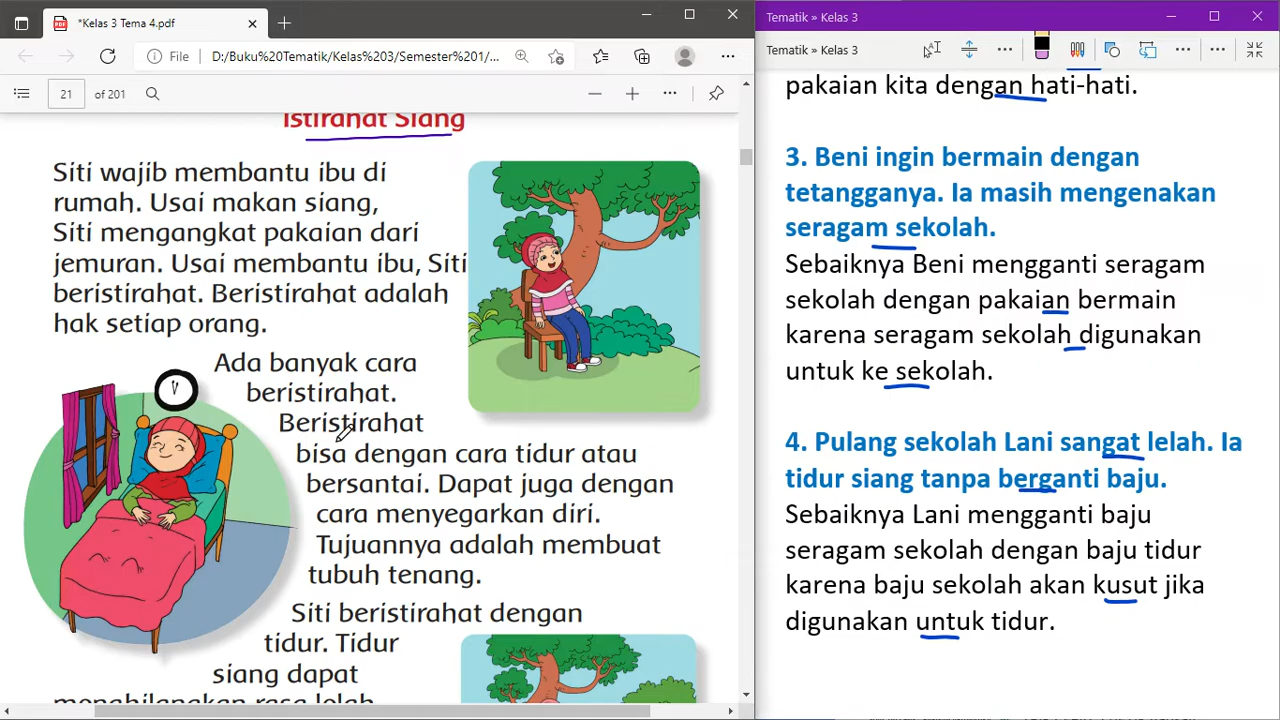 *Kelas 3 Tema 4.pdf
File
D:/Buku%20Tematik/Kelas%203/Semester%201/...
21
of 201
Istirahat Siang
Siti wajib membantu ibu di
rumah. Usai makan siang,
Siti mengangkat pakaian dari
jemuran. Usai membantu ibu, Siti
beristirahat. Beristirahat adalah
hak setiap orang.
Ada banyak cara
beristirahat.
Beristirahat
bisa dengan cara tidur atau
bersantai. Dapat juga dengan
cara menyegarkan diri.
Tujuannya adalah membuat
tubuh tenang.
Siti beristirahat dengan
tidur. Tidur
siang dapat
menghilangkan rasa lelah
Tematik » Kelas 3
Tematik » Kelas 3
pakaian kita dengan hati-hati.
3. Beni ingin bermain dengan
tetangganya. Ia masih mengenakan
seragam sekolah.
Sebaiknya Beni mengganti seragam
sekolah dengan pakaian bermain
karena seragam sekolah digunakan
untuk ke sekolah.
4. Pulang sekolah Lani sangat lelah. Ia
tidur siang tanpa berganti baju.
Sebaiknya Lani mengganti baju
seragam sekolah dengan baju tidur
karena baju sekolah akan kusut jika
digunakan untuk tidur.